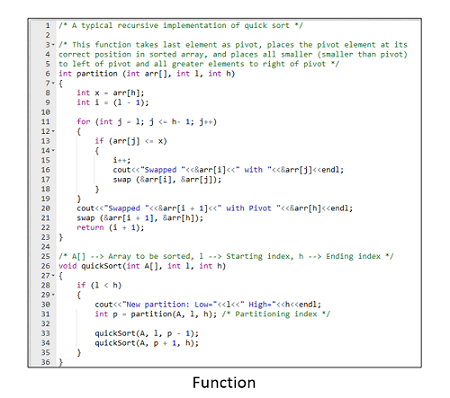 1 /* A typical recursive implementation of quick sort */
2
3 /* This function takes last element as pivot, places the pivot element at its
4 correct position in sorted array, and places all smaller (smaller than pivot)
5 to left of pivot and all greater elements to right of pivot */
6 int partition (int arr[], int l, int h)
7 {
8 int x = arr[h];
9 int i = (l - 1);
10
11 for (int j = l; j <= h- 1; j++)
12 {
13 if (arr[j] <= x)
14 {
15 i++;
16 cout<<"Swapped "<<&arr[i]<<" with "<<&arr[j]<<endl;
17 swap (&arr[i], &arr[j]);
18 }
19 }
20 cout<<"Swapped "<<&arr[i + 1]<<" with Pivot "<<&arr[h]<<endl;
21 swap (&arr[i + 1], &arr[h]);
22 return (i + 1);
23 }
24
25 /* A[] --> Array to be sorted, l --> Starting index, h --> Ending index */
26 void quickSort(int A[], int l, int h)
27 {
28 if (l < h)
29 {
30 cout<<"New partition: Low="<<l<<" High="<<h<<endl;
31 int p = partition(A, l, h); /* Partitioning index */
32
33 quickSort(A, l, p - 1);
34 quickSort(A, p + 1, h);
35 }
36 }
Function